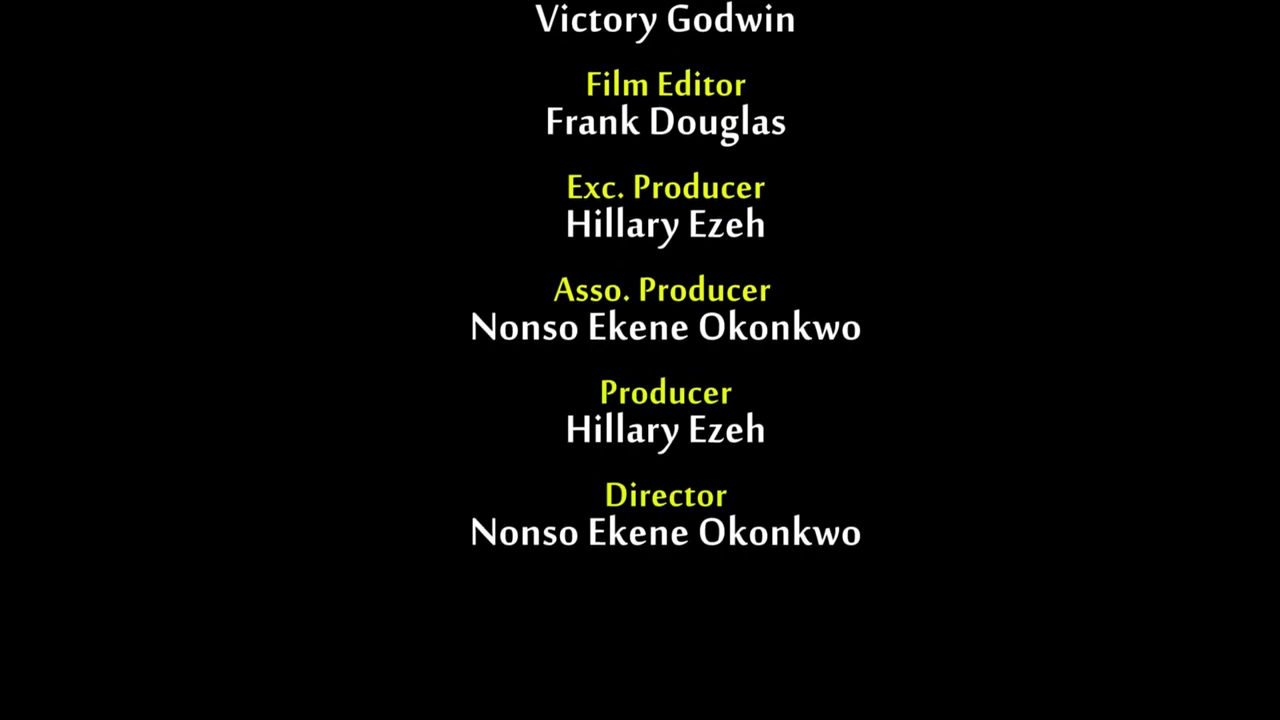 Victory Godwin
Film Editor
Frank Douglas
Exc. Producer
Hillary Ezeh
Asso. Producer
Nonso Ekene Okonkwo
Producer
Hillary Ezeh
Director
Nonso Ekene Okonkwo